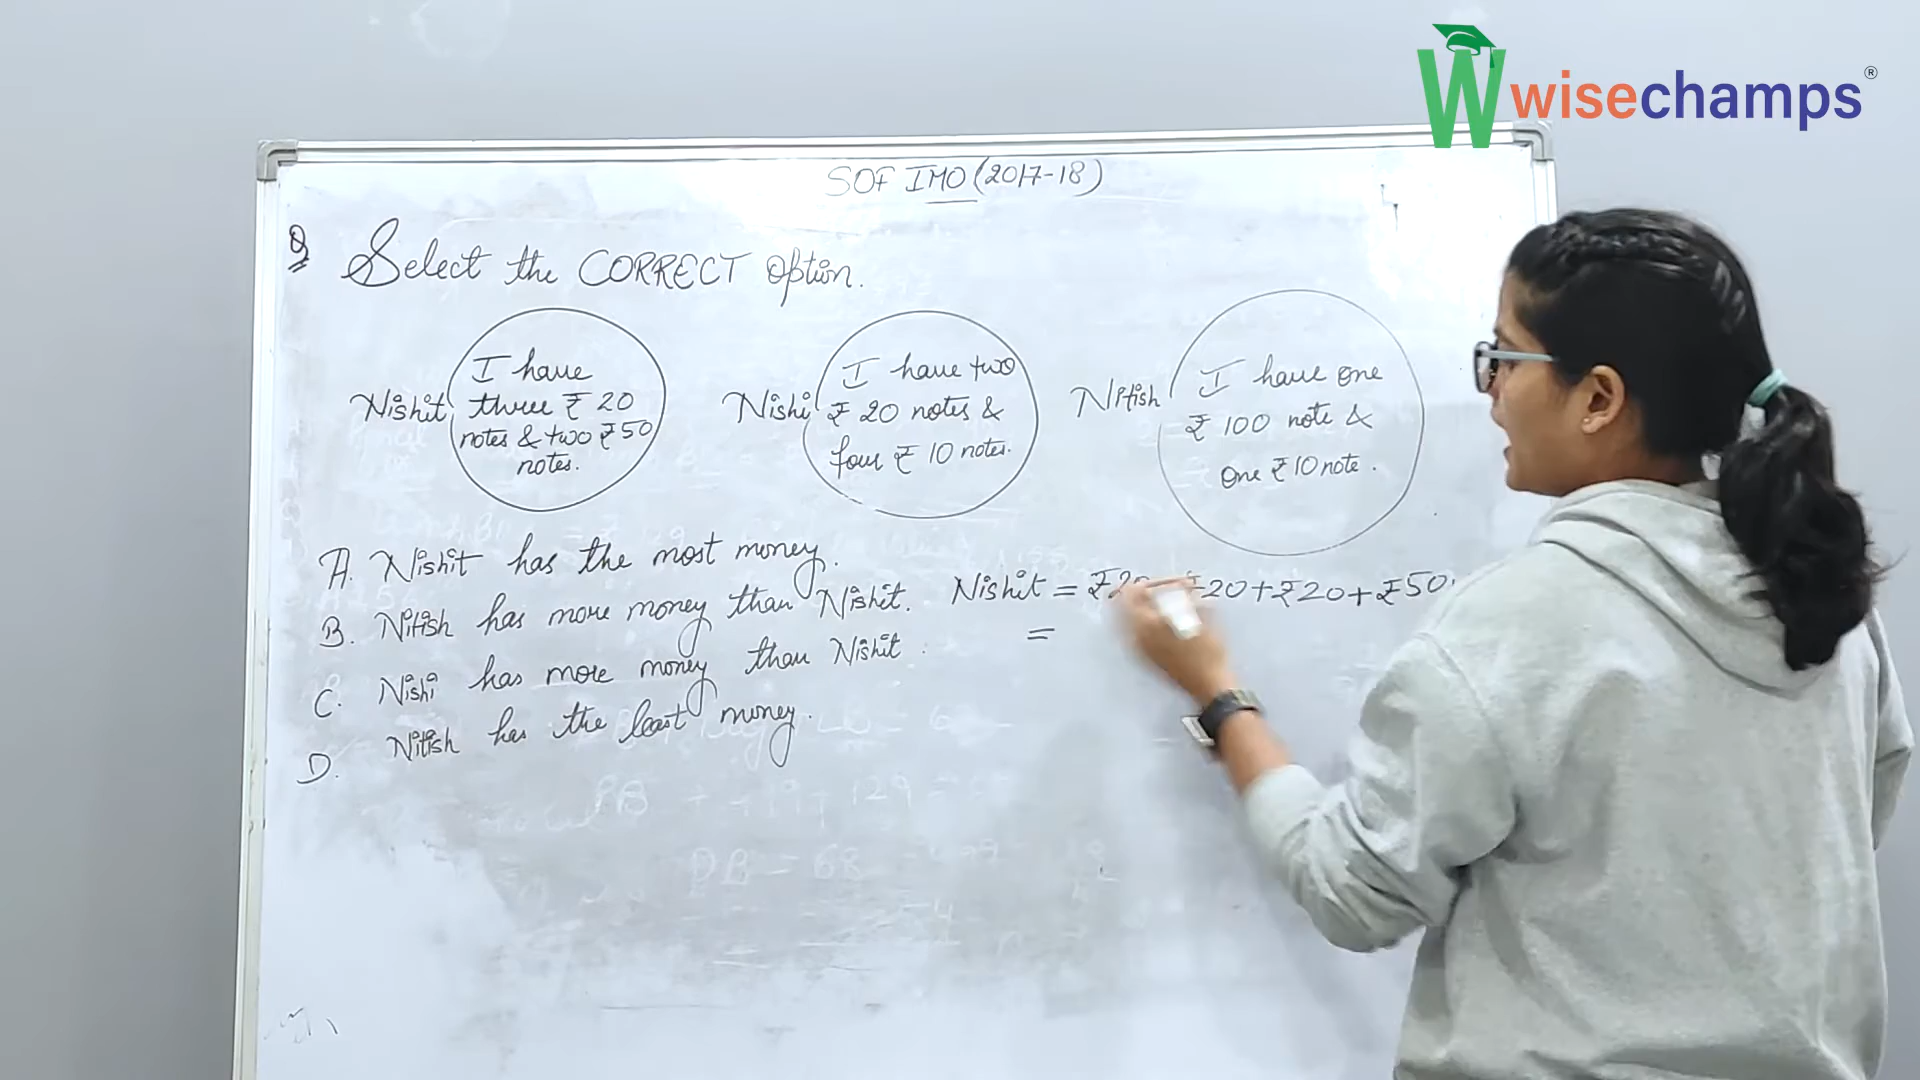 wisechamps®
SOF IMO (2017-18)
Q Select the CORRECT option.
Nishit
I have
three ₹ 20
notes & two ₹50
notes.
Nishi
I have two
₹ 20 notes &
four ₹ 10 notes.
Nitish
I have one
₹ 100 note &
one ₹10 note.
A. Nishit has the most money.
B. Nitish has more money than Nishit.
C. Nishi has more money than Nishit.
D. Nitish has the least money.
Nishit = ₹20 ₹20+₹20+₹50
=